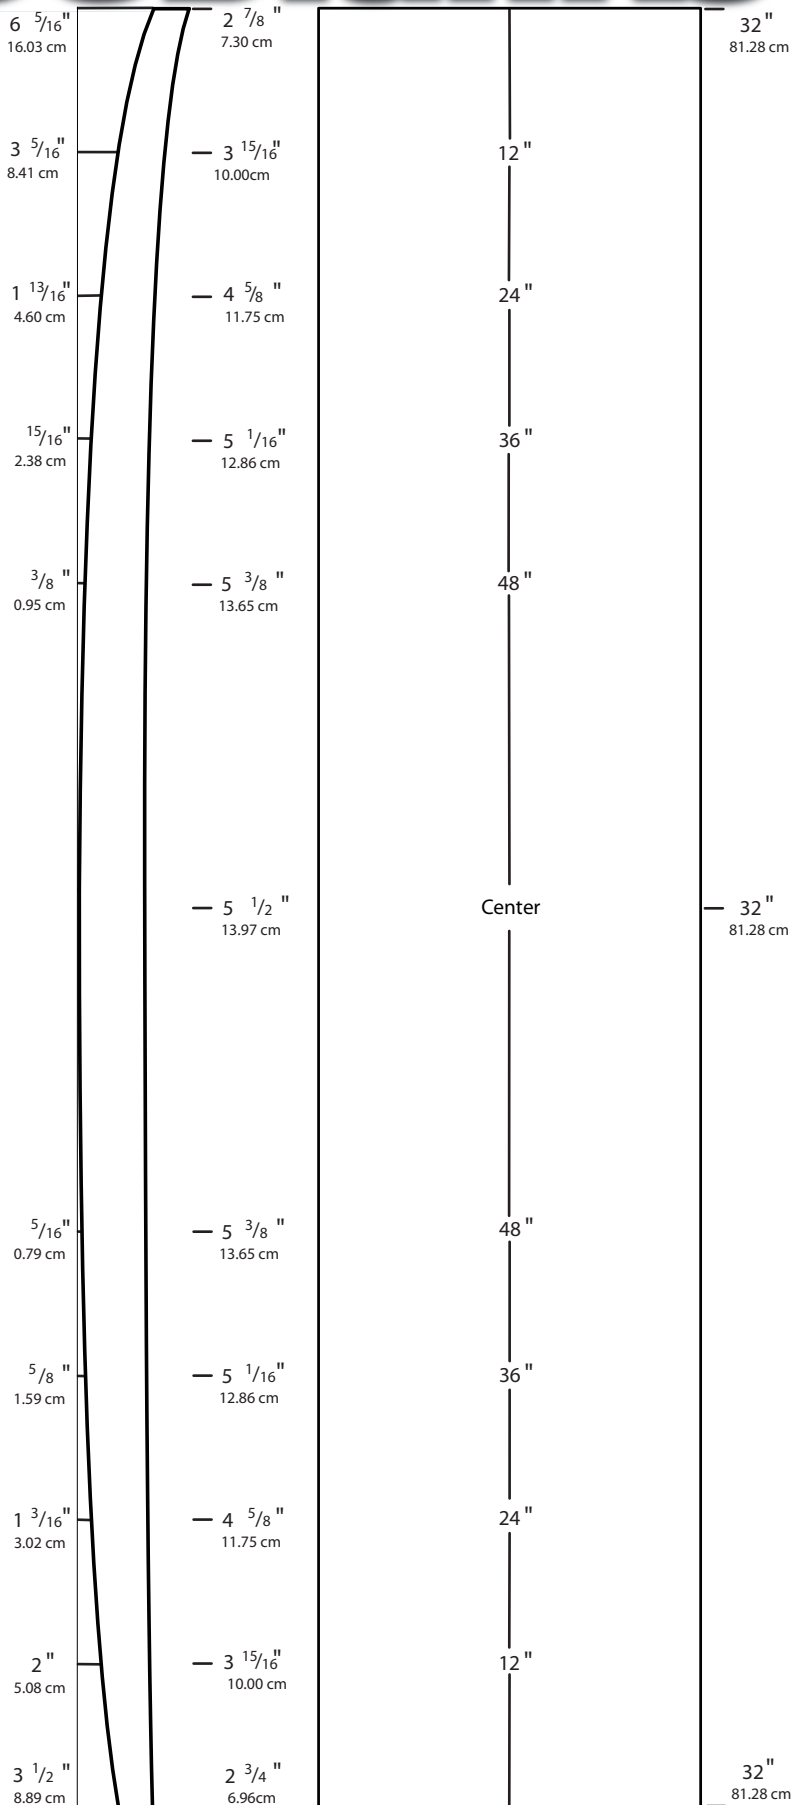 6 5/16" 2 7/8 " 32"
16.03 cm 7.30 cm 81.28 cm
3 5/16" 3 15/16" 12"
8.41 cm 10.00cm
1 13/16" 4 5/8 " 24"
4.60 cm 11.75 cm
15/16" 5 1/16" 36"
2.38 cm 12.86 cm
3/8 " 5 3/8 " 48"
0.95 cm 13.65 cm
5 1/2 " Center 32"
13.97 cm 81.28 cm
5/16" 5 3/8 " 48"
0.79 cm 13.65 cm
5/8 " 5 1/16" 36"
1.59 cm 12.86 cm
1 3/16" 4 5/8 " 24"
3.02 cm 11.75 cm
2" 3 15/16" 12"
5.08 cm 10.00 cm
3 1/2 " 2 3/4 " 32"
8.89 cm 6.96cm 81.28 cm